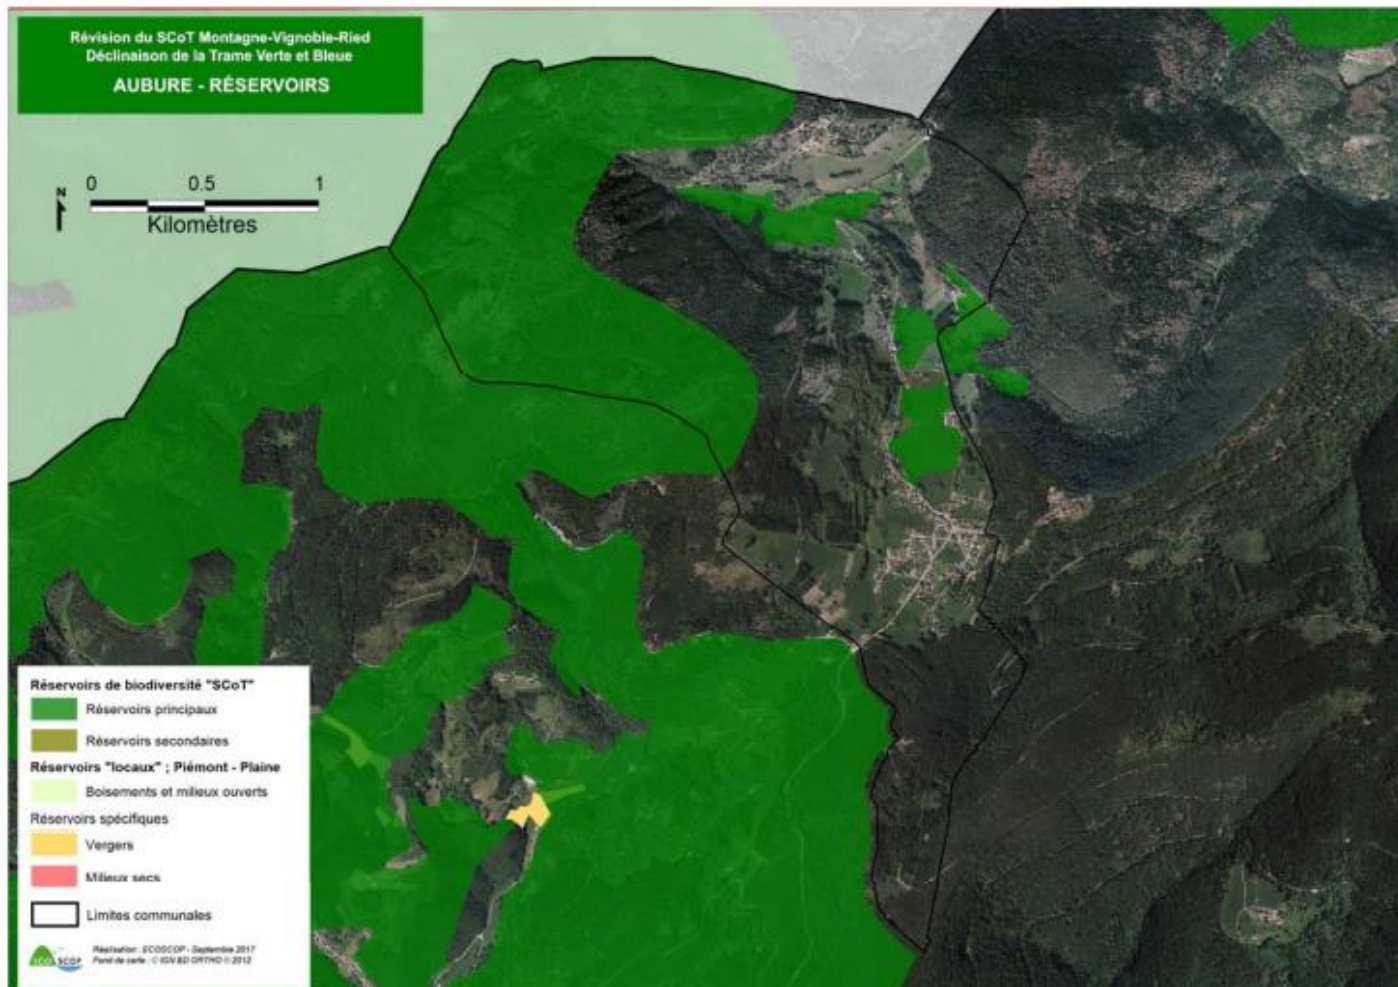 Révision du SCoT Montagne-Vignoble-Ried
Déclinaison de la Trame Verte et Bleue
AUBURE - RÉSERVOIRS
N
0 0.5 1
Kilomètres
Réservoirs de biodiversité "SCoT"
Réservoirs principaux
Réservoirs secondaires
Réservoirs "locaux" ; Piémont - Plaine
Boisements et milieux ouverts
Réservoirs spécifiques
Vergers
Milieux secs
Limites communales
ECO SCOP
Réalisation : ECOSCOP - Septembre 2017
Fond de carte : © IGN BD ORTHO © 2012